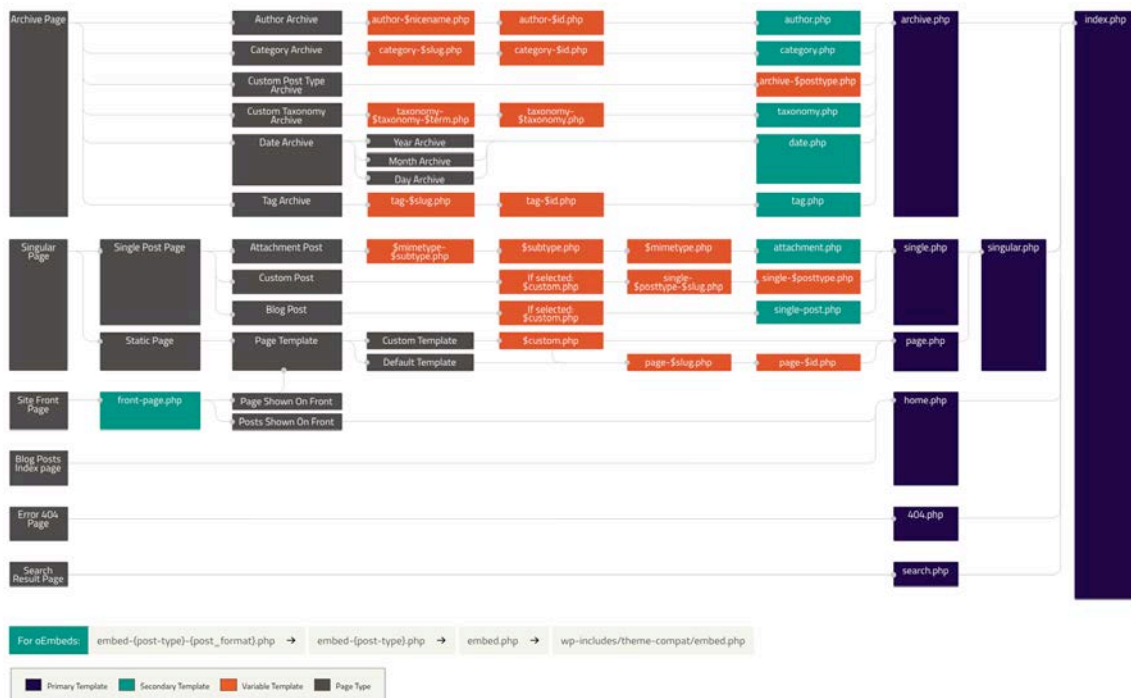 Archive Page
Author Archive
author-$nicename.php
author-$id.php
author.php
archive.php
index.php
Category Archive
category-$slug.php
category-$id.php
category.php
Custom Post Type
Archive
archive-$posttype.php
Custom Taxonomy
Archive
taxonomy-
$taxonomy-$term.php
taxonomy-
$taxonomy.php
taxonomy.php
Date Archive
Year Archive
Month Archive
Day Archive
date.php
Tag Archive
tag-$slug.php
tag-$id.php
tag.php
Singular
Page
Single Post Page
Attachment Post
$mimetype-
$subtype.php
$subtype.php
$mimetype.php
attachment.php
single.php
singular.php
Custom Post
If selected:
$custom.php
single-
$posttype-$slug.php
single-$posttype.php
Blog Post
If selected:
$custom.php
single-post.php
Static Page
Page Template
Custom Template
$custom.php
page.php
Default Template
page-$slug.php
page-$id.php
Site Front
Page
front-page.php
Page Shown On Front
Posts Shown On Front
home.php
Blog Posts
Index page
Error 404
Page
404.php
Search
Result Page
search.php
For oEmbeds:
embed-{post-type}-{post_format}.php → embed-{post-type}.php → embed.php wp-includes/theme-compat/embed.php
Primary Template
Secondary Template
Variable Template
Page Type